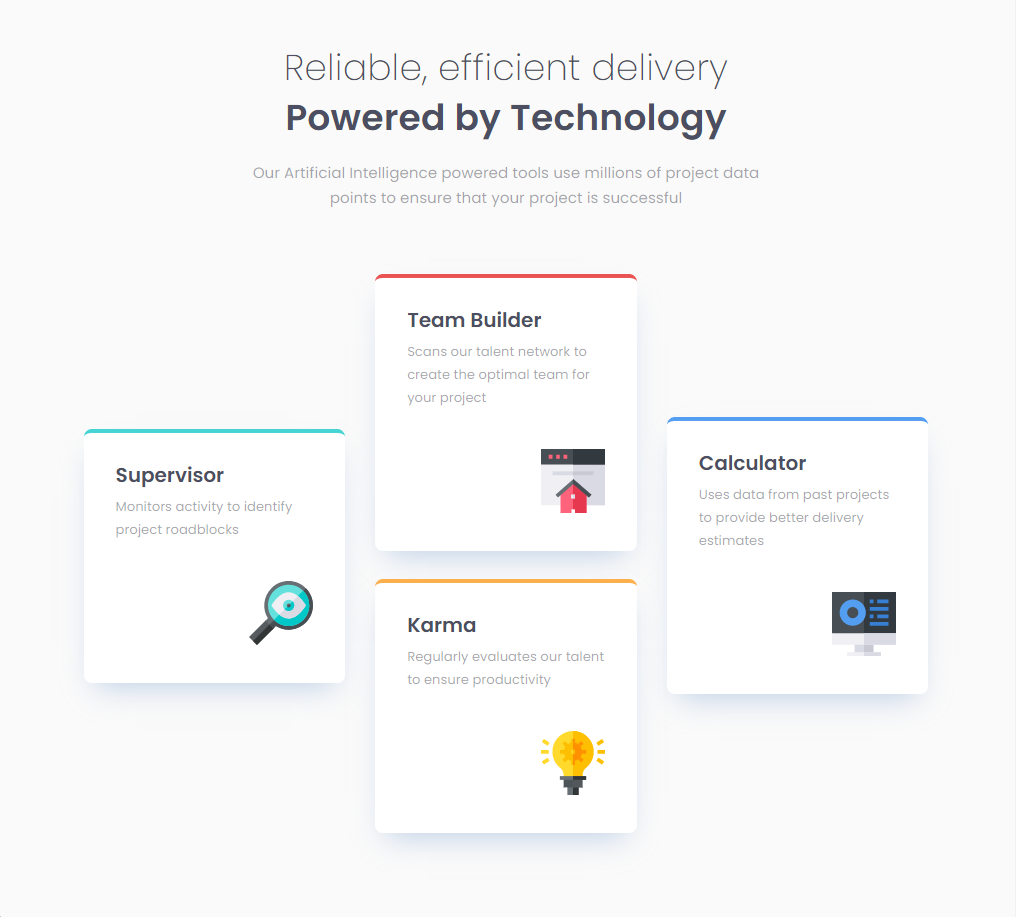 Reliable, efficient delivery
Powered by Technology
Our Artificial Intelligence powered tools use millions of project data
points to ensure that your project is successful
Supervisor
Monitors activity to identify
project roadblocks
Team Builder
Scans our talent network to
create the optimal team for
your project
Karma
Regularly evaluates our talent
to ensure productivity
Calculator
Uses data from past projects
to provide better delivery
estimates